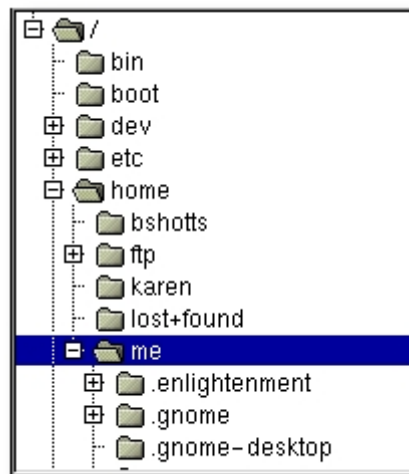 /
bin
boot
dev
etc
home
bshotts
ftp
karen
lost+found
me
.enlightenment
.gnome
.gnome-desktop